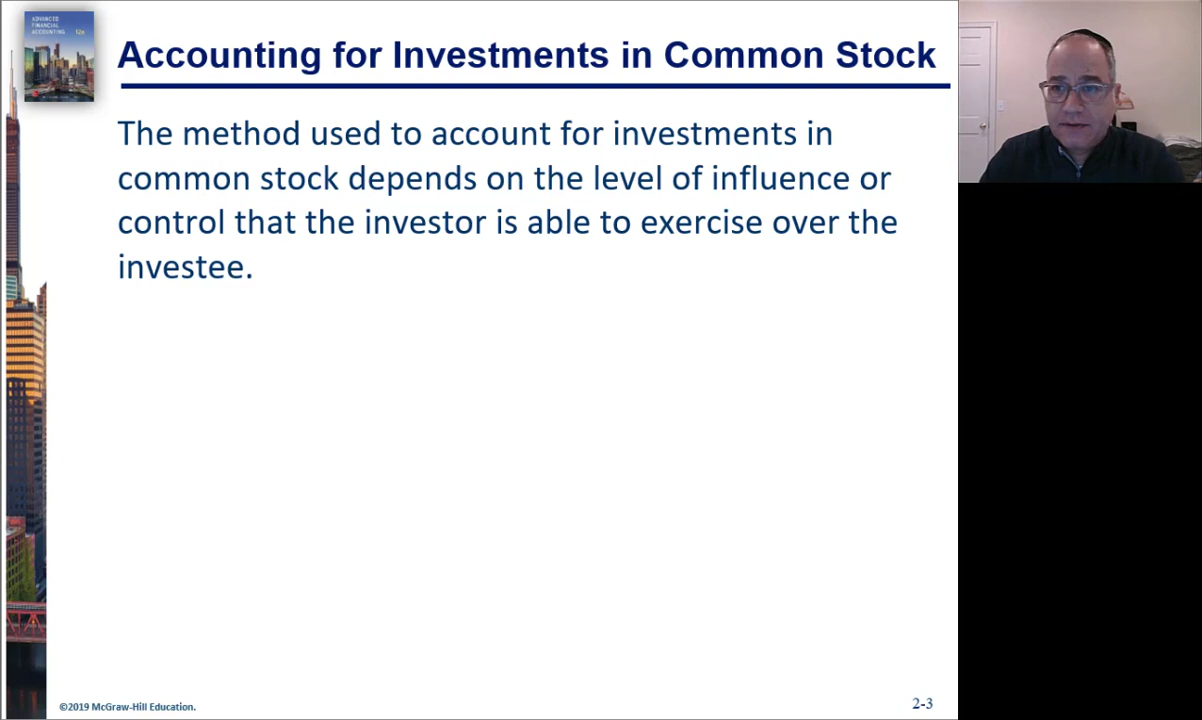 ADVANCED
FINANCIAL
ACCOUNTING
12e
Accounting for Investments in Common Stock
The method used to account for investments in
common stock depends on the level of influence or
control that the investor is able to exercise over the
investee.
©2019 McGraw-Hill Education.
2-3